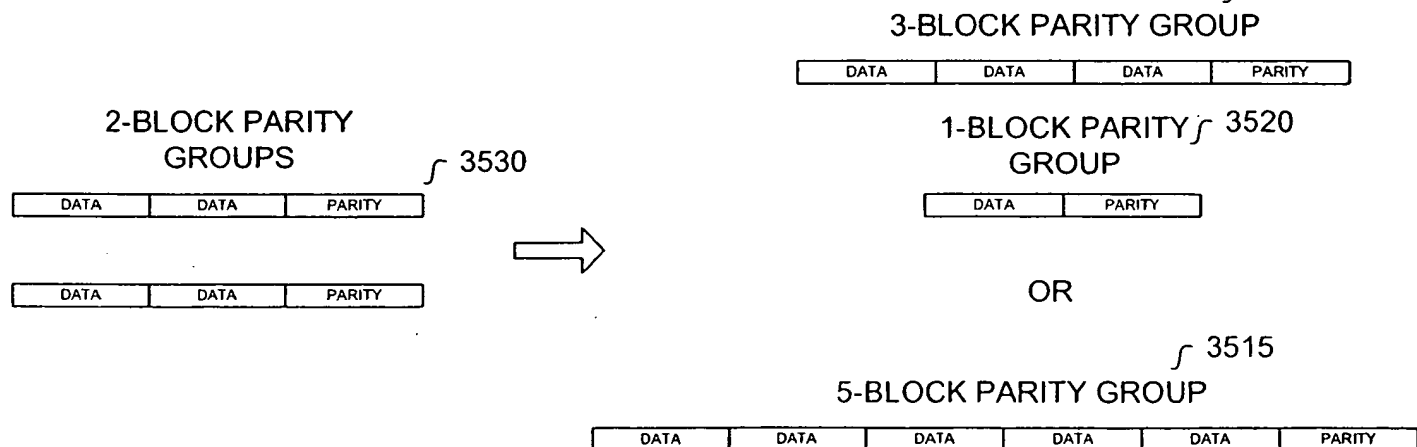 2-BLOCK PARITY
GROUPS
3530
DATA DATA PARITY
DATA DATA PARITY
3-BLOCK PARITY GROUP
DATA DATA DATA PARITY
1-BLOCK PARITY 3520
GROUP
DATA PARITY
OR
3515
5-BLOCK PARITY GROUP
DATA DATA DATA DATA DATA PARITY